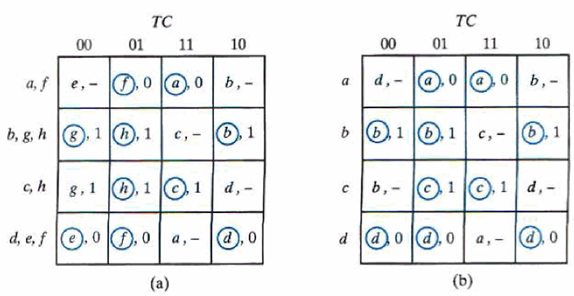 TC
TC
00 01 11 10
00 01 11 10
a, f e, – f, 0 a, 0 b, –
a d, – a, 0 a, 0 b, –
b, g, h g, 1 h, 1 c, – b, 1
b b, 1 b, 1 c, – b, 1
c, h g, 1 h, 1 c, 1 d, –
c b, – c, 1 c, 1 d, –
d, e, f e, 0 f, 0 a, – d, 0
d d, 0 d, 0 a, – d, 0
(a)
(b)